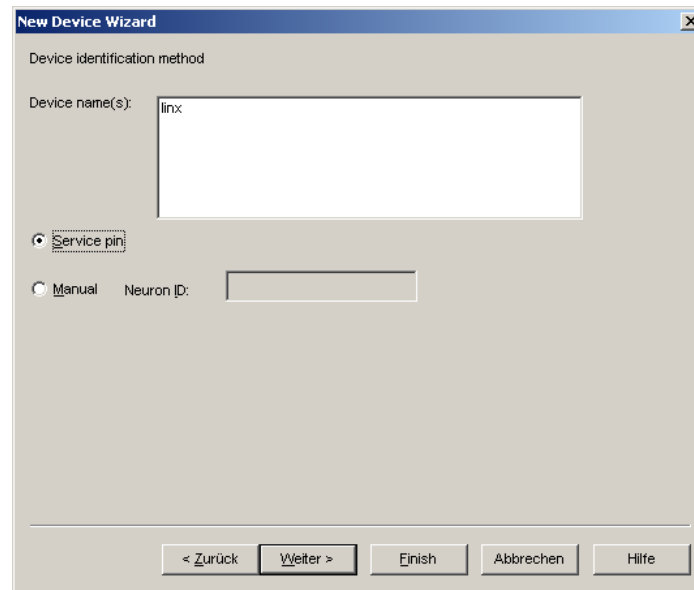 New Device Wizard
Device identification method
Device name(s):
linx
Service pin
Manual Neuron ID:
< Zurück Weiter > Finish Abbrechen Hilfe